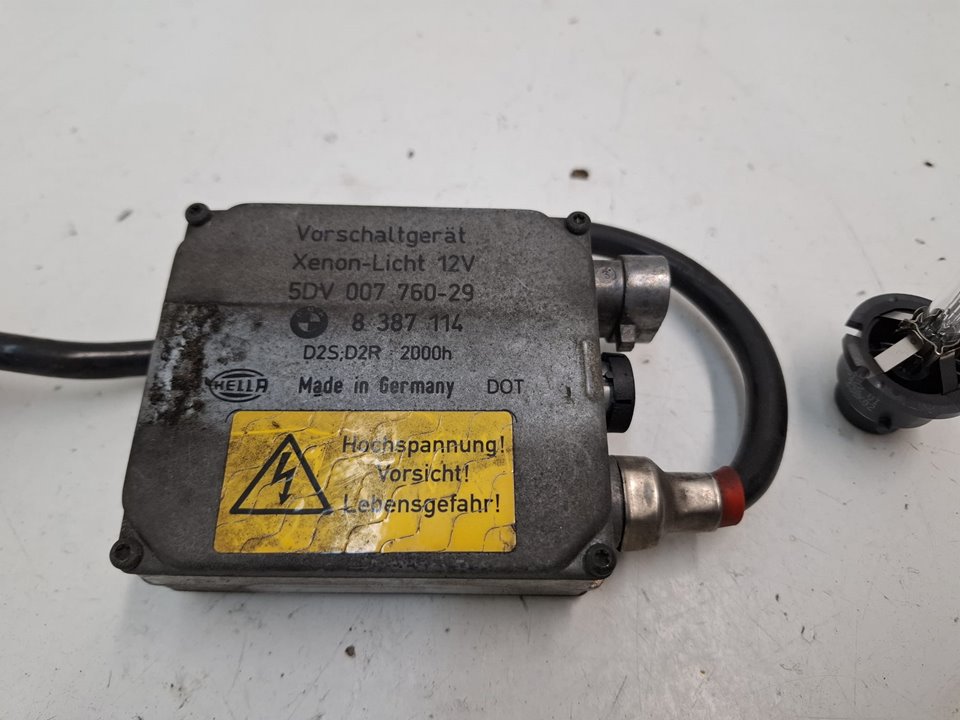 Vorschaltgerät
Xenon-Licht 12V
5DV 007 760-29
8 387 114
D2S;D2R 2000h
HELLA Made in Germany DOT
Hochspannung!
Vorsicht!
Lebensgefahr!